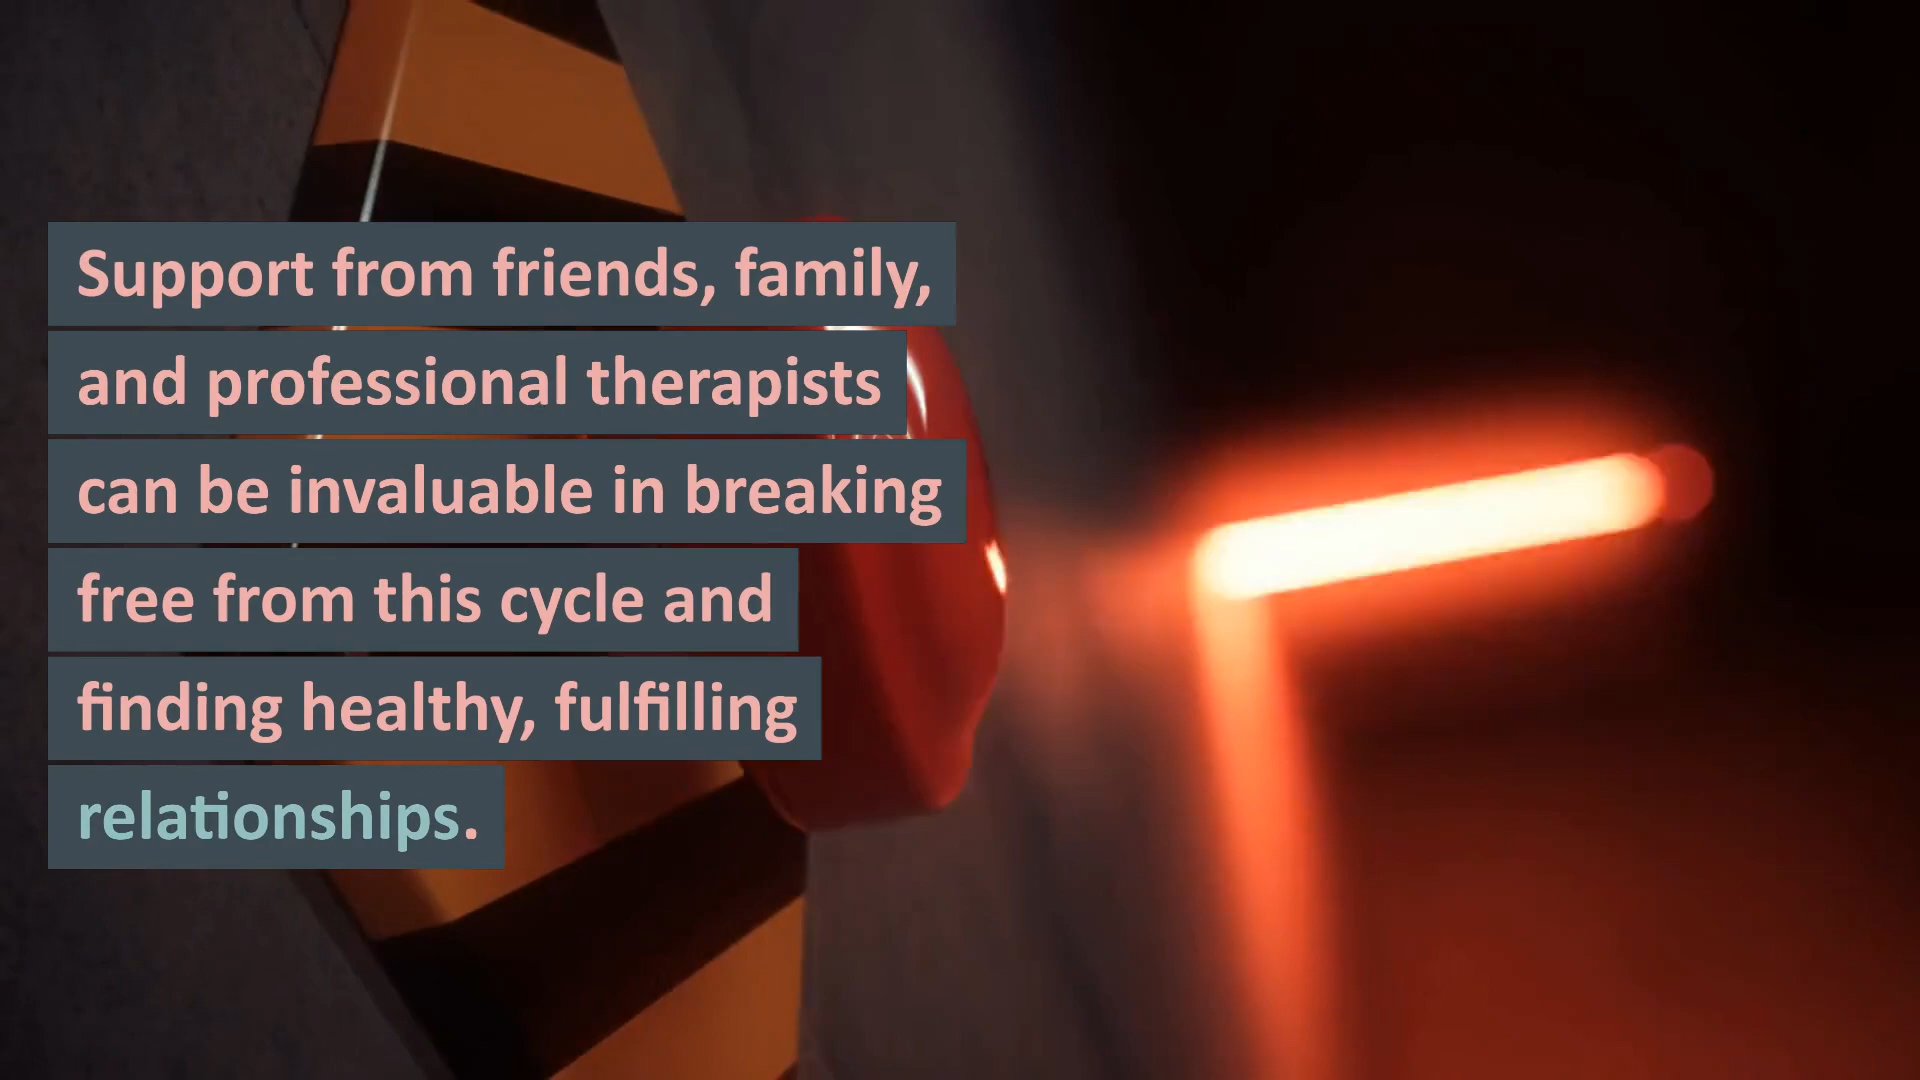 Support from friends, family,
and professional therapists
can be invaluable in breaking
free from this cycle and
finding healthy, fulfilling
relationships.